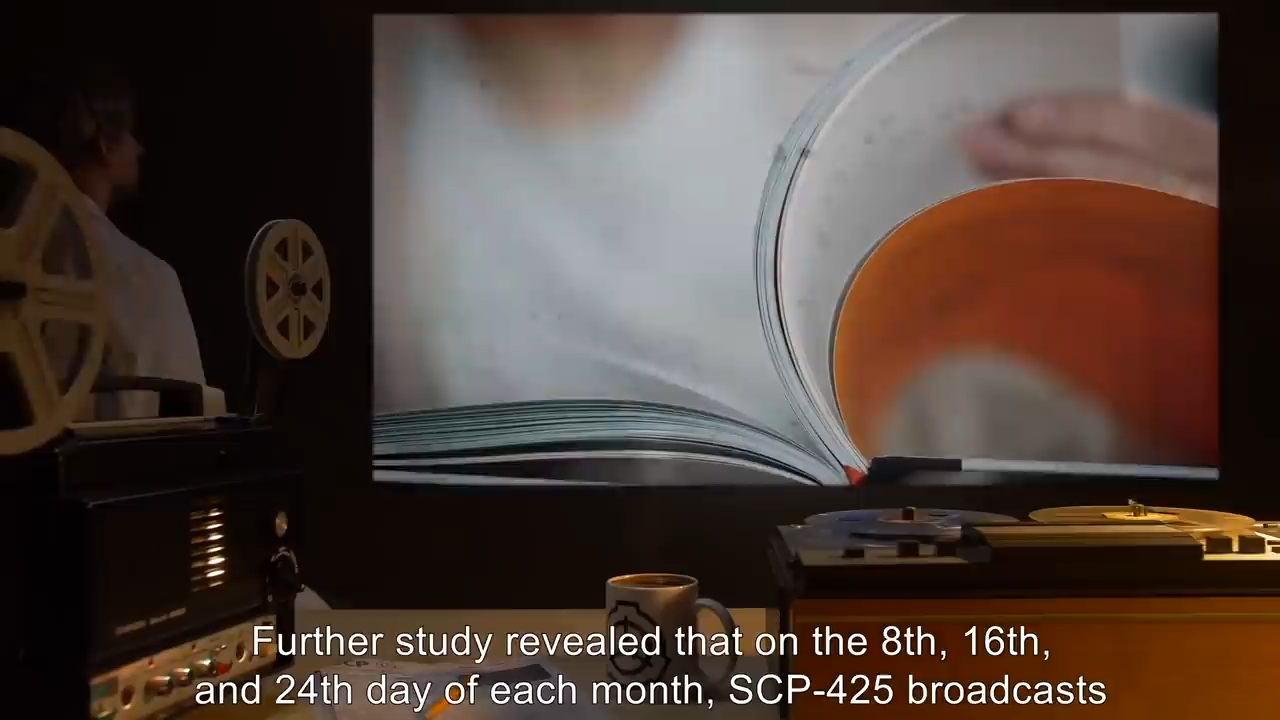 Further study revealed that on the 8th, 16th,
and 24th day of each month, SCP-425 broadcasts